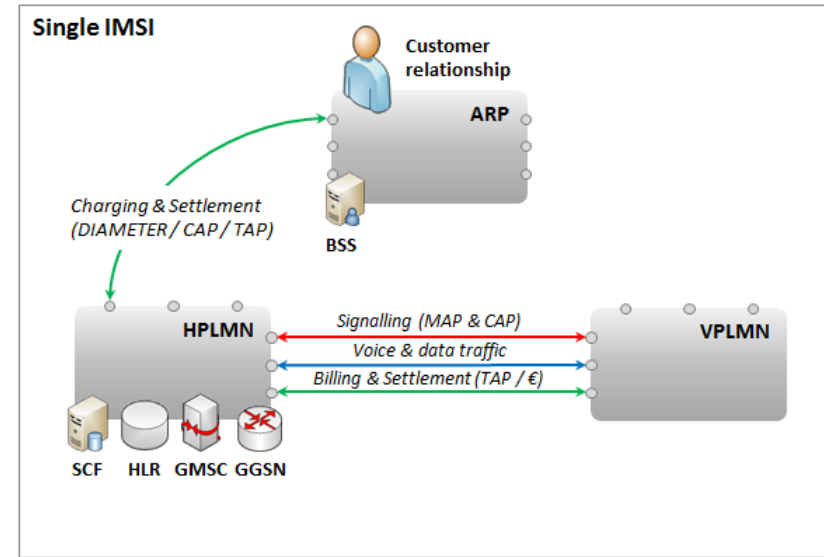 Single IMSI
Customer
relationship
ARP
Charging & Settlement
(DIAMETER / CAP / TAP)
BSS
HPLMN
Signalling (MAP & CAP)
Voice & data traffic
Billing & Settlement (TAP / €)
VPLMN
SCF HLR GMSC GGSN